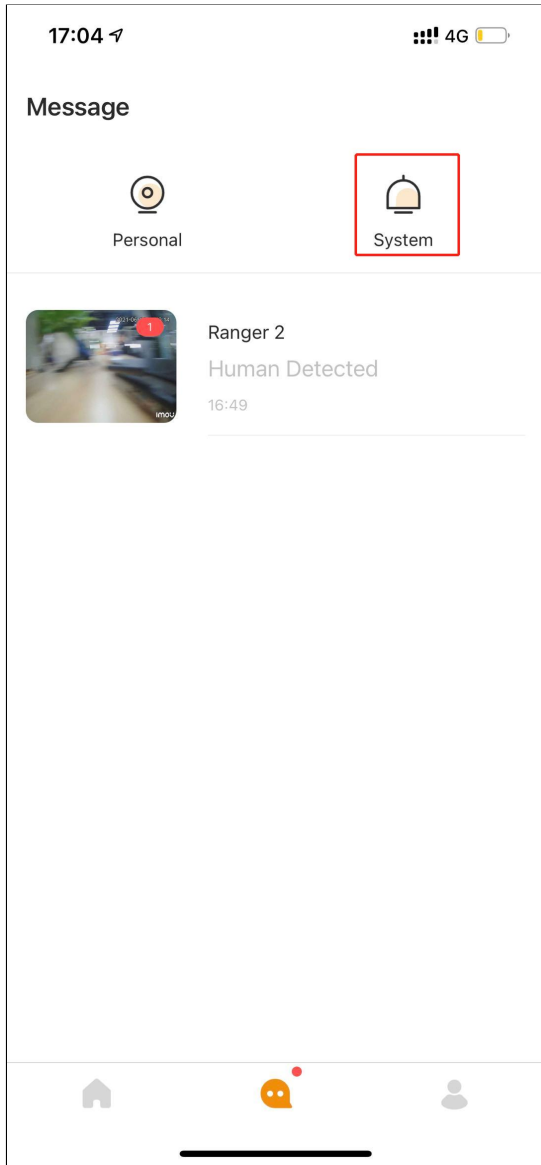 17:04
4G
Message
Personal
System
1
Ranger 2
Human Detected
16:49
imou